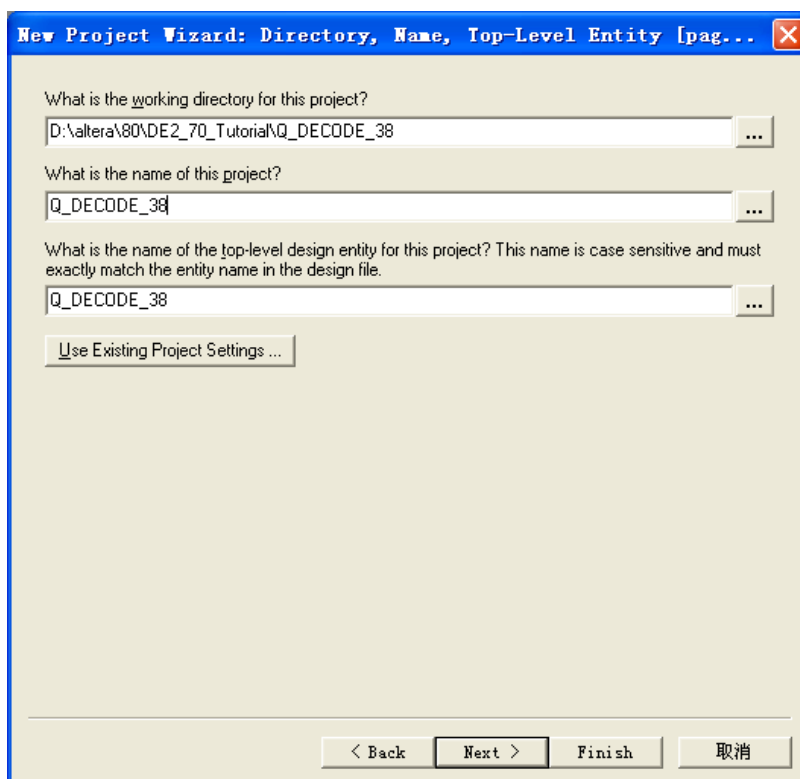 New Project Wizard: Directory, Name, Top-Level Entity [pag...
What is the working directory for this project?
D:\altera\80\DE2_70_Tutorial\Q_DECODE_38
...
What is the name of this project?
Q_DECODE_38
...
What is the name of the top-level design entity for this project? This name is case sensitive and must
exactly match the entity name in the design file.
Q_DECODE_38
...
Use Existing Project Settings ...
< Back Next > Finish 取消